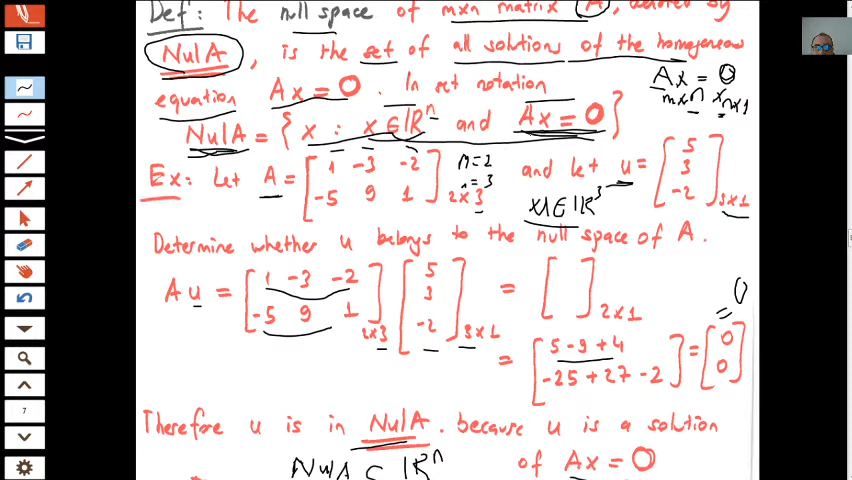 Def: The null space of mxn matrix A, denoted by
NulA, is the set of all solutions of the homogeneous
equation Ax = 0. In set notation
Ax = 0
mxn nx1
NulA = { x : x ∈ ℝⁿ and Ax = 0 }
Ex: Let A = [ 1 -3 -2 ; -5 9 1 ] 2x3 and let u = [ 5 ; 3 ; -2 ] 3x1
= 3
u ∈ ℝ³
Determine whether u belongs to the null space of A.
Au = [ 1 -3 -2 ; -5 9 1 ] 2x3 [ 5 ; 3 ; -2 ] 3x1 = [ ] 2x1
= [ 5 - 9 + 4 ; -25 + 27 - 2 ] = [ 0 ; 0 ] = 0
Therefore u is in NulA. because u is a solution
of Ax = 0
NulA ⊂ ℝⁿ
7